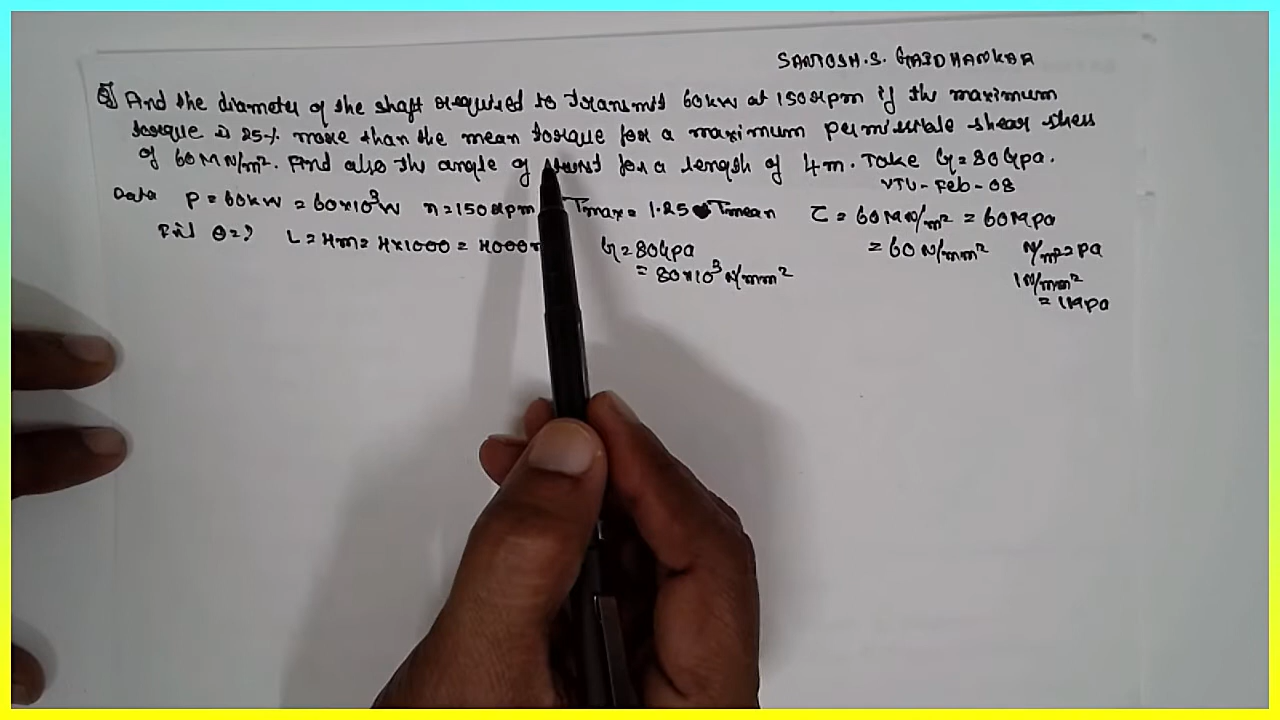 SANTOSH.S. GAIDHANKAR
Q] Find the diameter of the shaft required to transmit 60kW at 150rpm if the maximum
torque is 25% more than the mean torque for a maximum permissible shear stress
of 60MN/m². Find also the angle of twist for a length of 4m. Take G=80Gpa.
VTU-Feb-08
Data P=60kW=60×10³W n=150rpm Tmax=1.25 Tmean τ=60MN/m²=60Mpa
θ=? L=4m=4×1000=4000 G=80Gpa =60N/mm² N/m²=pa
=80×10³N/mm² 1N/mm²
=1Mpa